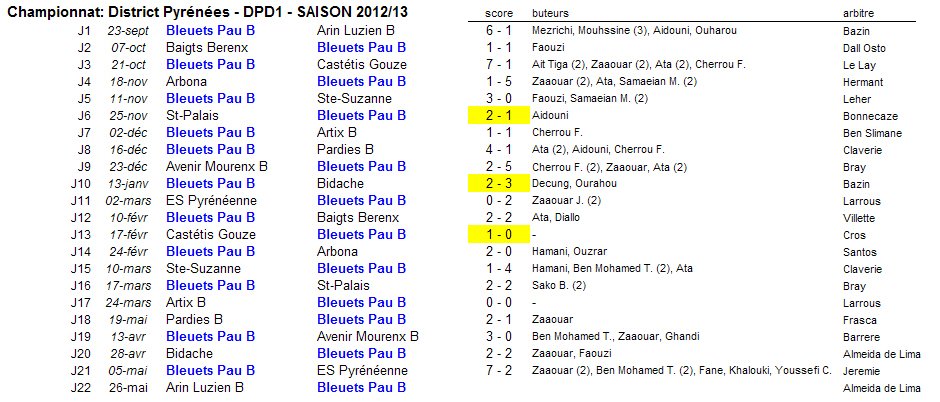 Championnat: District Pyrénées - DPD1 - SAISON 2012/13 score buteurs arbitre
J1 23-sept Bleuets Pau B Arin Luzien B 6 - 1 Mezrichi, Mouhssine (3), Aidouni, Ouharou Bazin
J2 07-oct Baigts Berenx Bleuets Pau B 1 - 1 Faouzi Dall Osto
J3 21-oct Bleuets Pau B Castétis Gouze 7 - 1 Ait Tiga (2), Zaaouar (2), Ata (2), Cherrou F. Le Lay
J4 18-nov Arbona Bleuets Pau B 1 - 5 Zaaouar (2), Ata, Samaeian M. (2) Hermant
J5 11-nov Bleuets Pau B Ste-Suzanne 3 - 0 Faouzi, Samaeian M. (2) Leher
J6 25-nov St-Palais Bleuets Pau B 2 - 1 Aidouni Bonnecaze
J7 02-déc Bleuets Pau B Artix B 1 - 1 Cherrou F. Ben Slimane
J8 16-déc Bleuets Pau B Pardies B 4 - 1 Ata (2), Aidouni, Cherrou F. Claverie
J9 23-déc Avenir Mourenx B Bleuets Pau B 2 - 5 Cherrou F. (2), Zaaouar, Ata (2) Bray
J10 13-janv Bleuets Pau B Bidache 2 - 3 Decung, Ourahou Bazin
J11 02-mars ES Pyrénéenne Bleuets Pau B 0 - 2 Zaaouar J. (2) Larrous
J12 10-févr Bleuets Pau B Baigts Berenx 2 - 2 Ata, Diallo Villette
J13 17-févr Castétis Gouze Bleuets Pau B 1 - 0 - Cros
J14 24-févr Bleuets Pau B Arbona 2 - 0 Hamani, Ouzrar Santos
J15 10-mars Ste-Suzanne Bleuets Pau B 1 - 4 Hamani, Ben Mohamed T. (2), Ata Claverie
J16 17-mars Bleuets Pau B St-Palais 2 - 2 Sako B. (2) Bray
J17 24-mars Artix B Bleuets Pau B 0 - 0 - Larrous
J18 19-mai Pardies B Bleuets Pau B 2 - 1 Zaaouar Frasca
J19 13-avr Bleuets Pau B Avenir Mourenx B 3 - 0 Ben Mohamed T., Zaaouar, Ghandi Barrere
J20 28-avr Bidache Bleuets Pau B 2 - 2 Zaaouar, Faouzi Almeida de Lima
J21 05-mai Bleuets Pau B ES Pyrénéenne 7 - 2 Zaaouar (2), Ben Mohamed T. (2), Fane, Khalouki, Youssefi C. Jeremie
J22 26-mai Arin Luzien B Bleuets Pau B Almeida de Lima